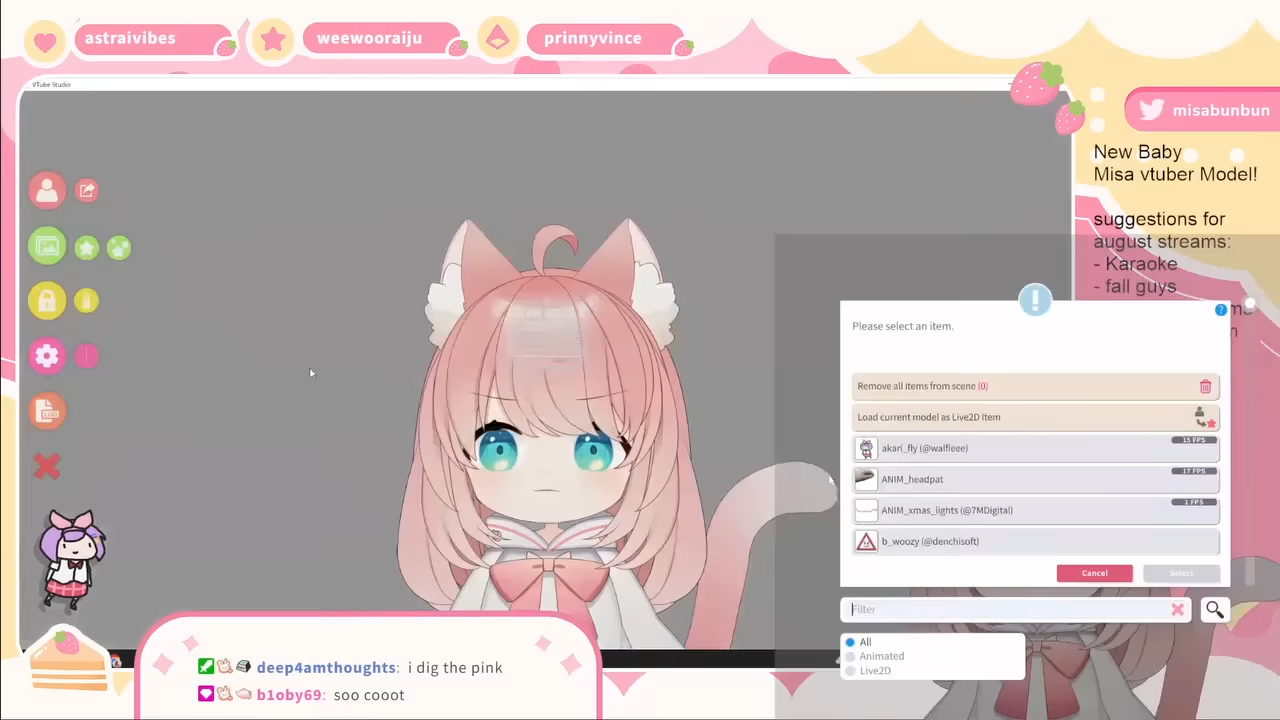 astraivibes
weewooraiju
prinnyvince
VTube Studio
misabunbun
New Baby
Misa vtuber Model!
suggestions for
august streams:
- Karaoke
- fall guys
Please select an item.
Remove all items from scene (0)
Load current model as Live2D Item
akari_fly (@walfieee)
15 FPS
ANIM_headpat
17 FPS
ANIM_xmas_lights (@7MDigital)
1 FPS
b_woozy (@denchisoft)
Cancel
Select
Filter
All
Animated
Live2D
deep4amthoughts: i dig the pink
b1oby69: soo cooot